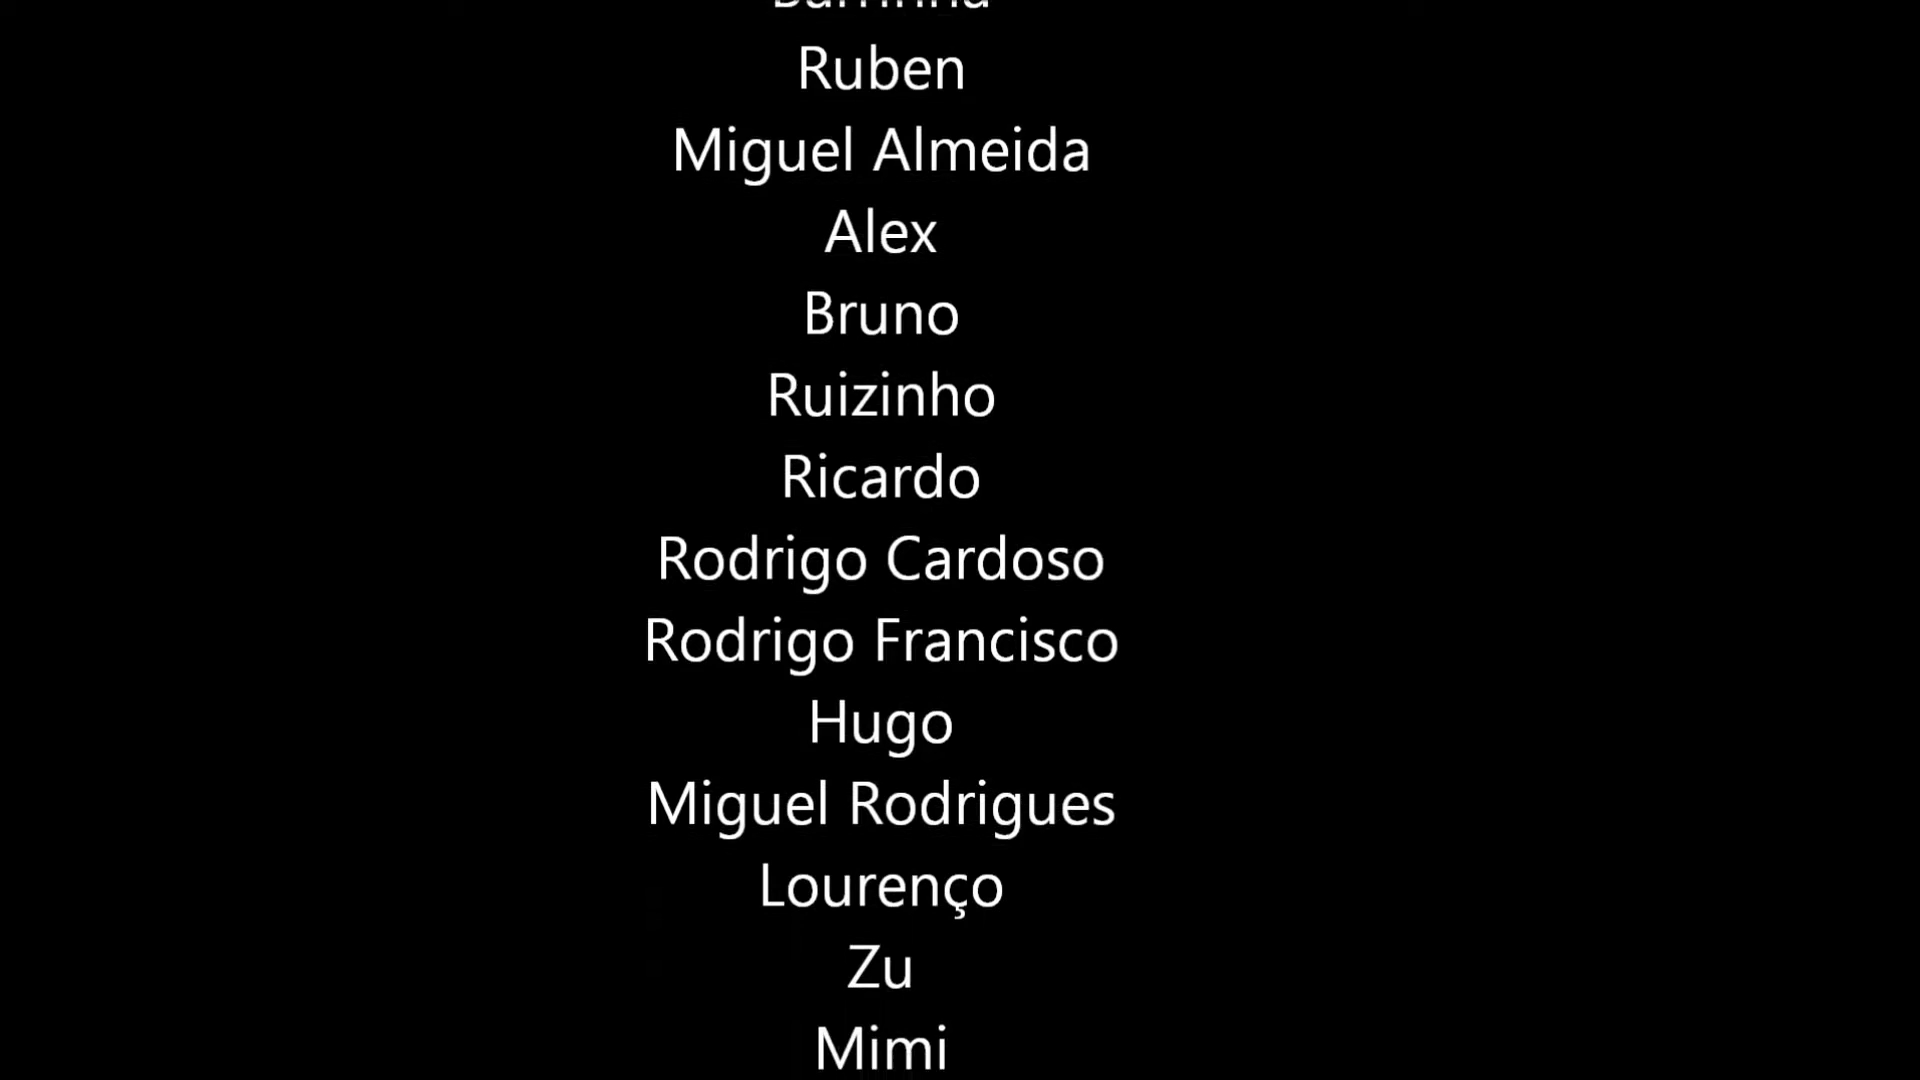 Ruben
Miguel Almeida
Alex
Bruno
Ruizinho
Ricardo
Rodrigo Cardoso
Rodrigo Francisco
Hugo
Miguel Rodrigues
Lourenço
Zu
Mimi